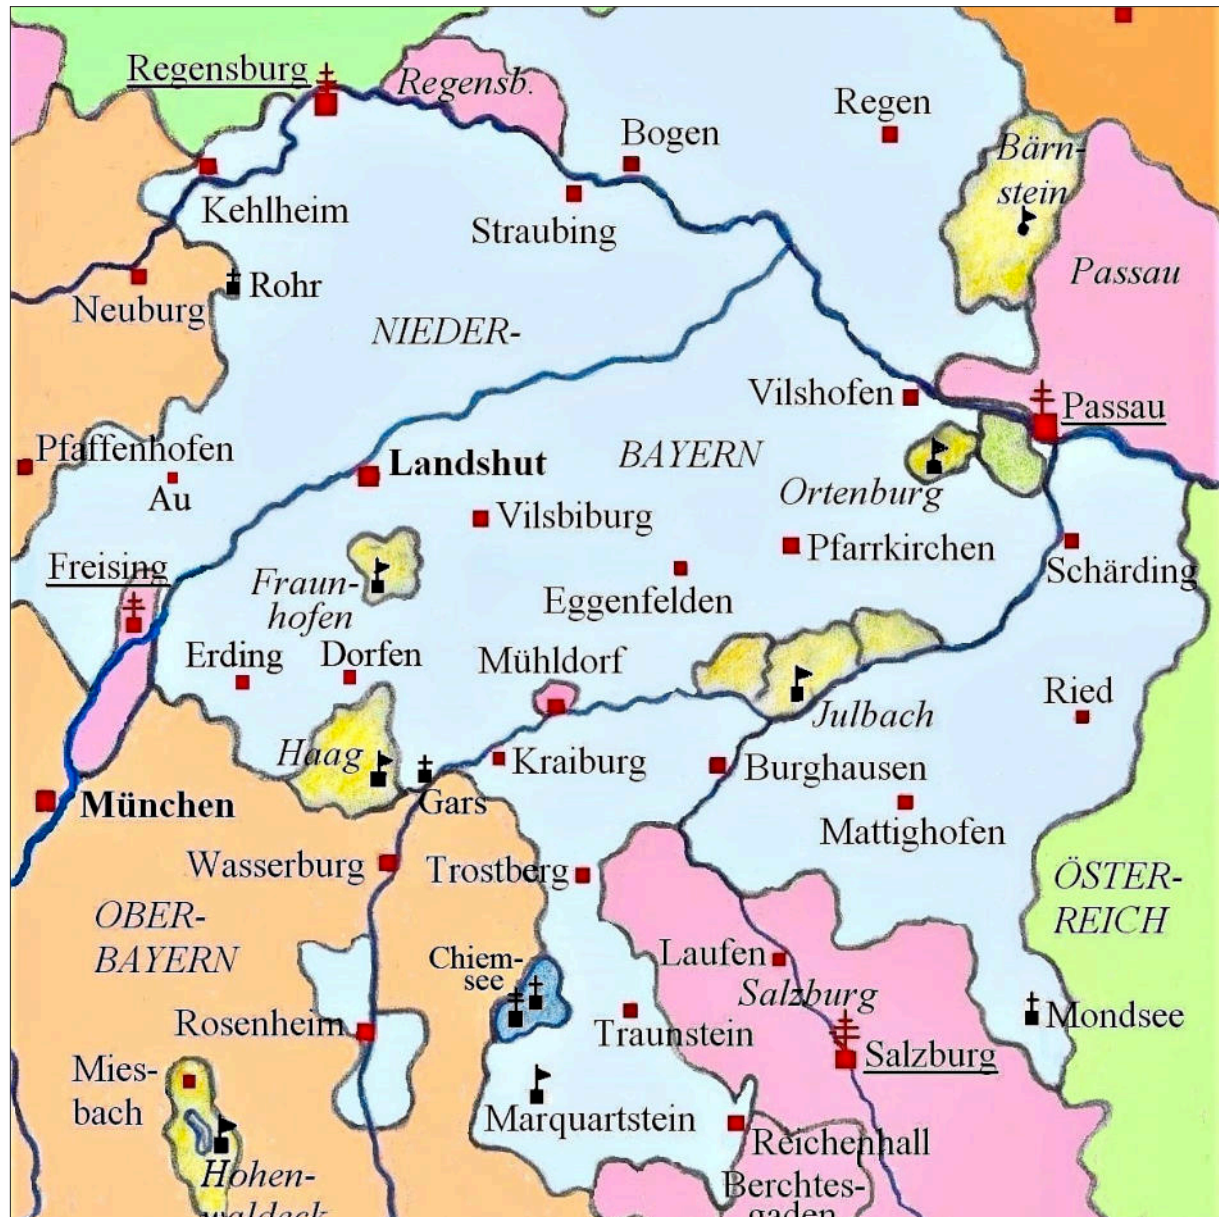 Regensburg
Regensb.
Regen
Bogen
Bärn-
stein
Kehlheim
Straubing
Passau
Rohr
Neuburg
NIEDER-
Vilshofen
Passau
Pfaffenhofen
Landshut
BAYERN
Au
Ortenburg
Vilsbiburg
Pfarrkirchen
Freising
Fraun-
hofen
Eggenfelden
Schärding
Erding
Dorfen
Mühldorf
Ried
Julbach
Haag
Kraiburg
Burghausen
München
Gars
Mattighofen
Wasserburg
Trostberg
ÖSTER-
REICH
OBER-
BAYERN
Chiem-
see
Laufen
Salzburg
Rosenheim
Traunstein
Mondsee
Salzburg
Mies-
bach
Marquartstein
Reichenhall
Hohen-
waldeck
Berchtes-
gaden